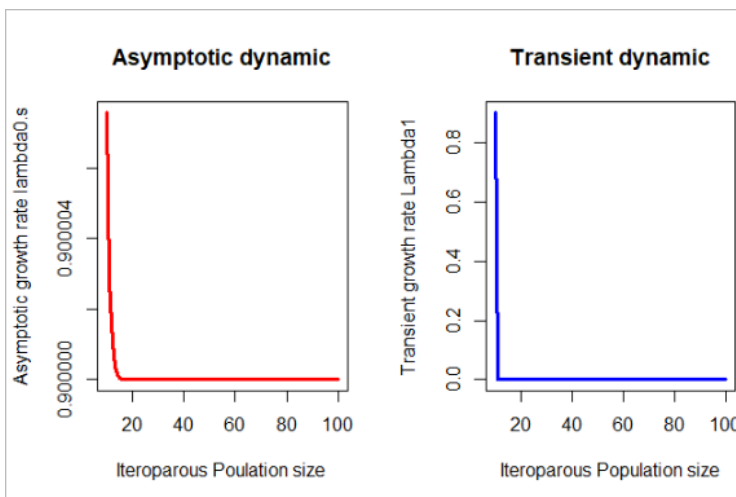 Asymptotic dynamic
Asymptotic growth rate lambda0.s
0.900004
0.900000
20 40 60 80 100
Iteroparous Poulation size
Transient dynamic
Transient growth rate Lambda1
0.8
0.6
0.4
0.2
0.0
20 40 60 80 100
Iteroparous Population size